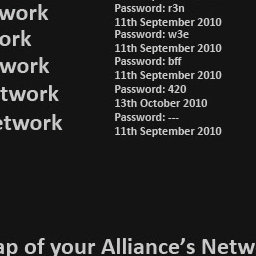 work
Password: r3n
11th September 2010
ork
Password: w3e
11th September 2010
work
Password: bff
11th September 2010
twork
Password: 420
13th October 2010
etwork
Password: ---
11th September 2010
ap of your Alliance's Netw